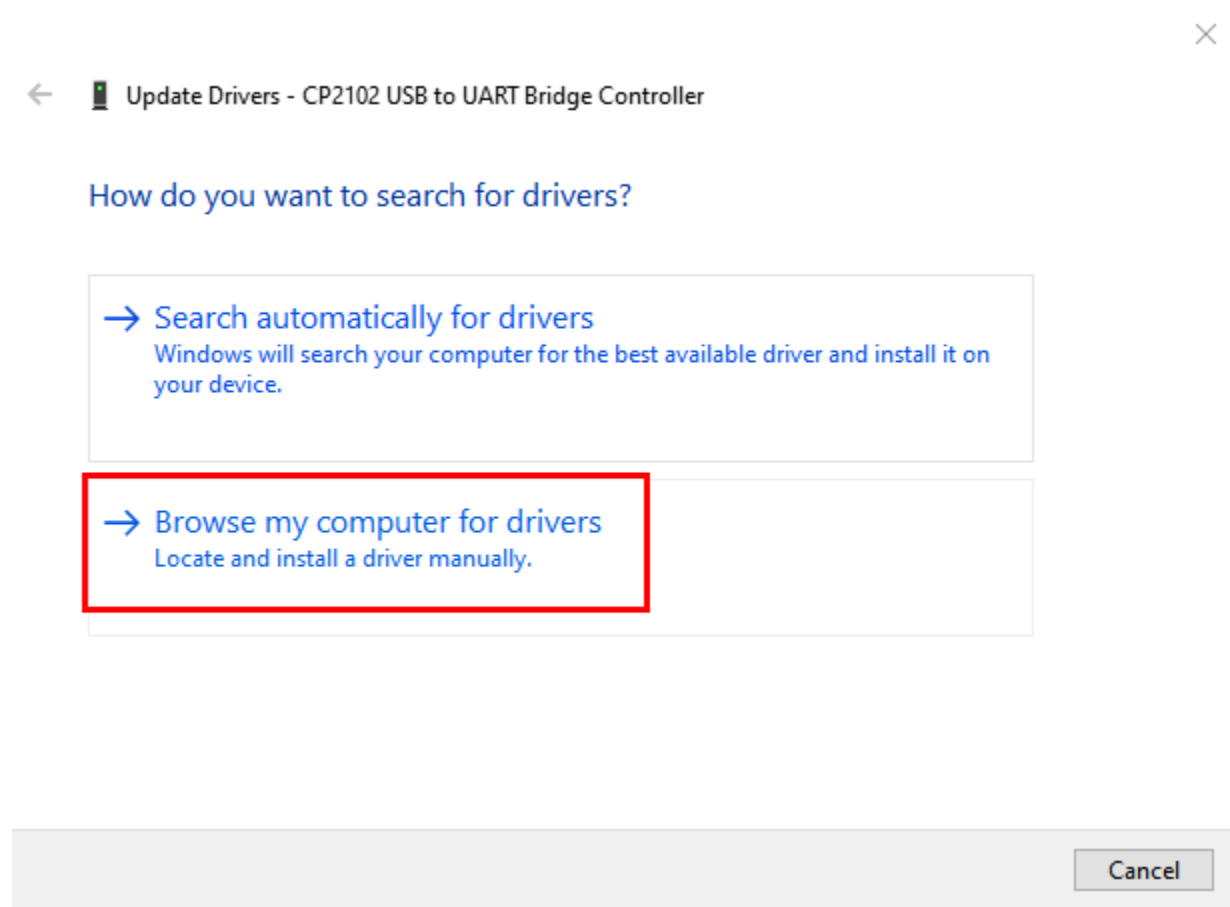 Update Drivers - CP2102 USB to UART Bridge Controller
How do you want to search for drivers?
Search automatically for drivers
Windows will search your computer for the best available driver and install it on
your device.
Browse my computer for drivers
Locate and install a driver manually.
Cancel